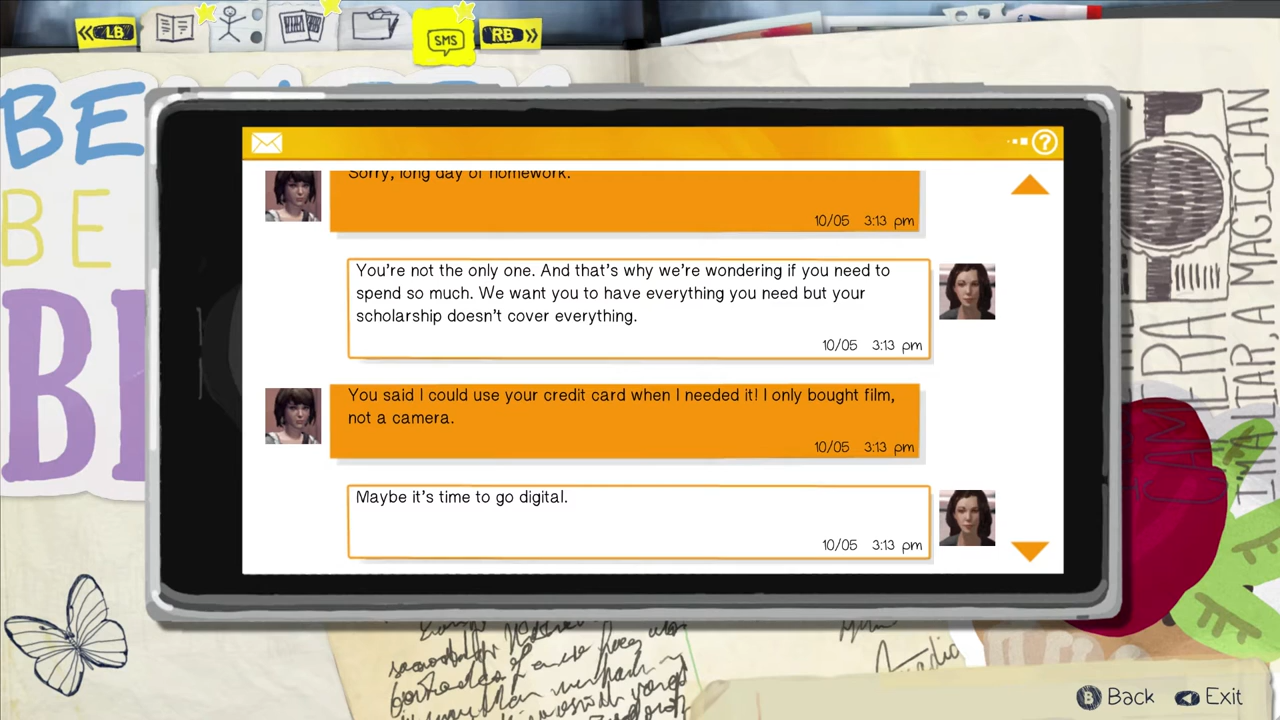 LB
SMS
RB
BE
BE
Sorry, long day of homework.
10/05 3:13 pm
You're not the only one. And that's why we're wondering if you need to
spend so much. We want you to have everything you need but your
scholarship doesn't cover everything.
10/05 3:13 pm
You said I could use your credit card when I needed it! I only bought film,
not a camera.
10/05 3:13 pm
Maybe it's time to go digital.
10/05 3:13 pm
CAMERA
I'M A LIAR, A MAGICIAN
B Back
Exit